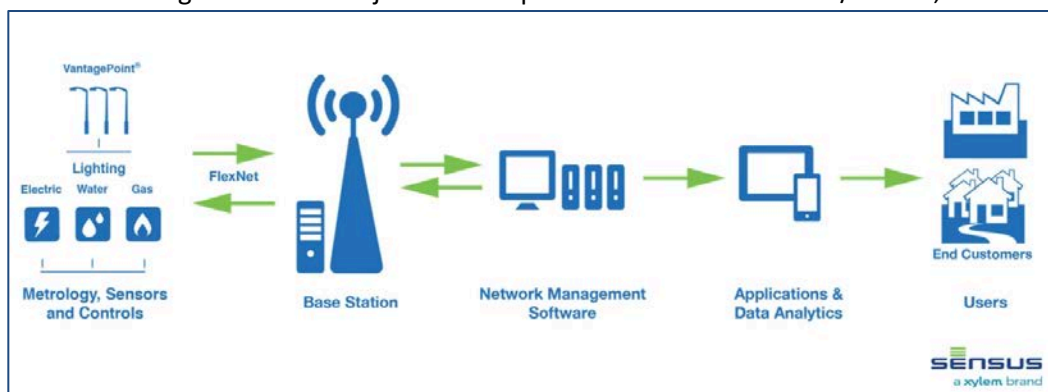 VantagePoint®
Lighting
Electric Water Gas
Metrology, Sensors
and Controls
FlexNet
Base Station
Network Management
Software
Applications &
Data Analytics
End Customers
Users
sensus
a xylem brand